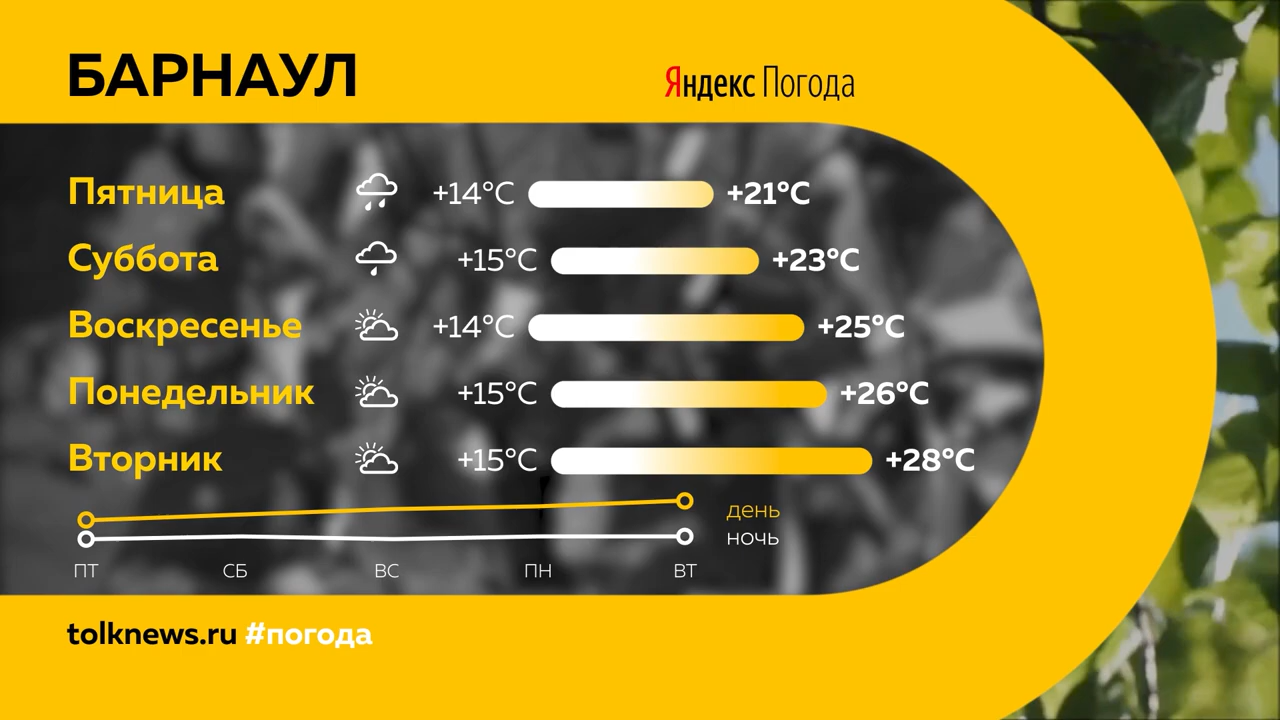 БАРНАУЛ
Яндекс Погода
Пятница +14°C +21°C
Суббота +15°C +23°C
Воскресенье +14°C +25°C
Понедельник +15°C +26°C
Вторник +15°C +28°C
день
ночь
ПТ СБ ВС ПН ВТ
tolknews.ru #погода